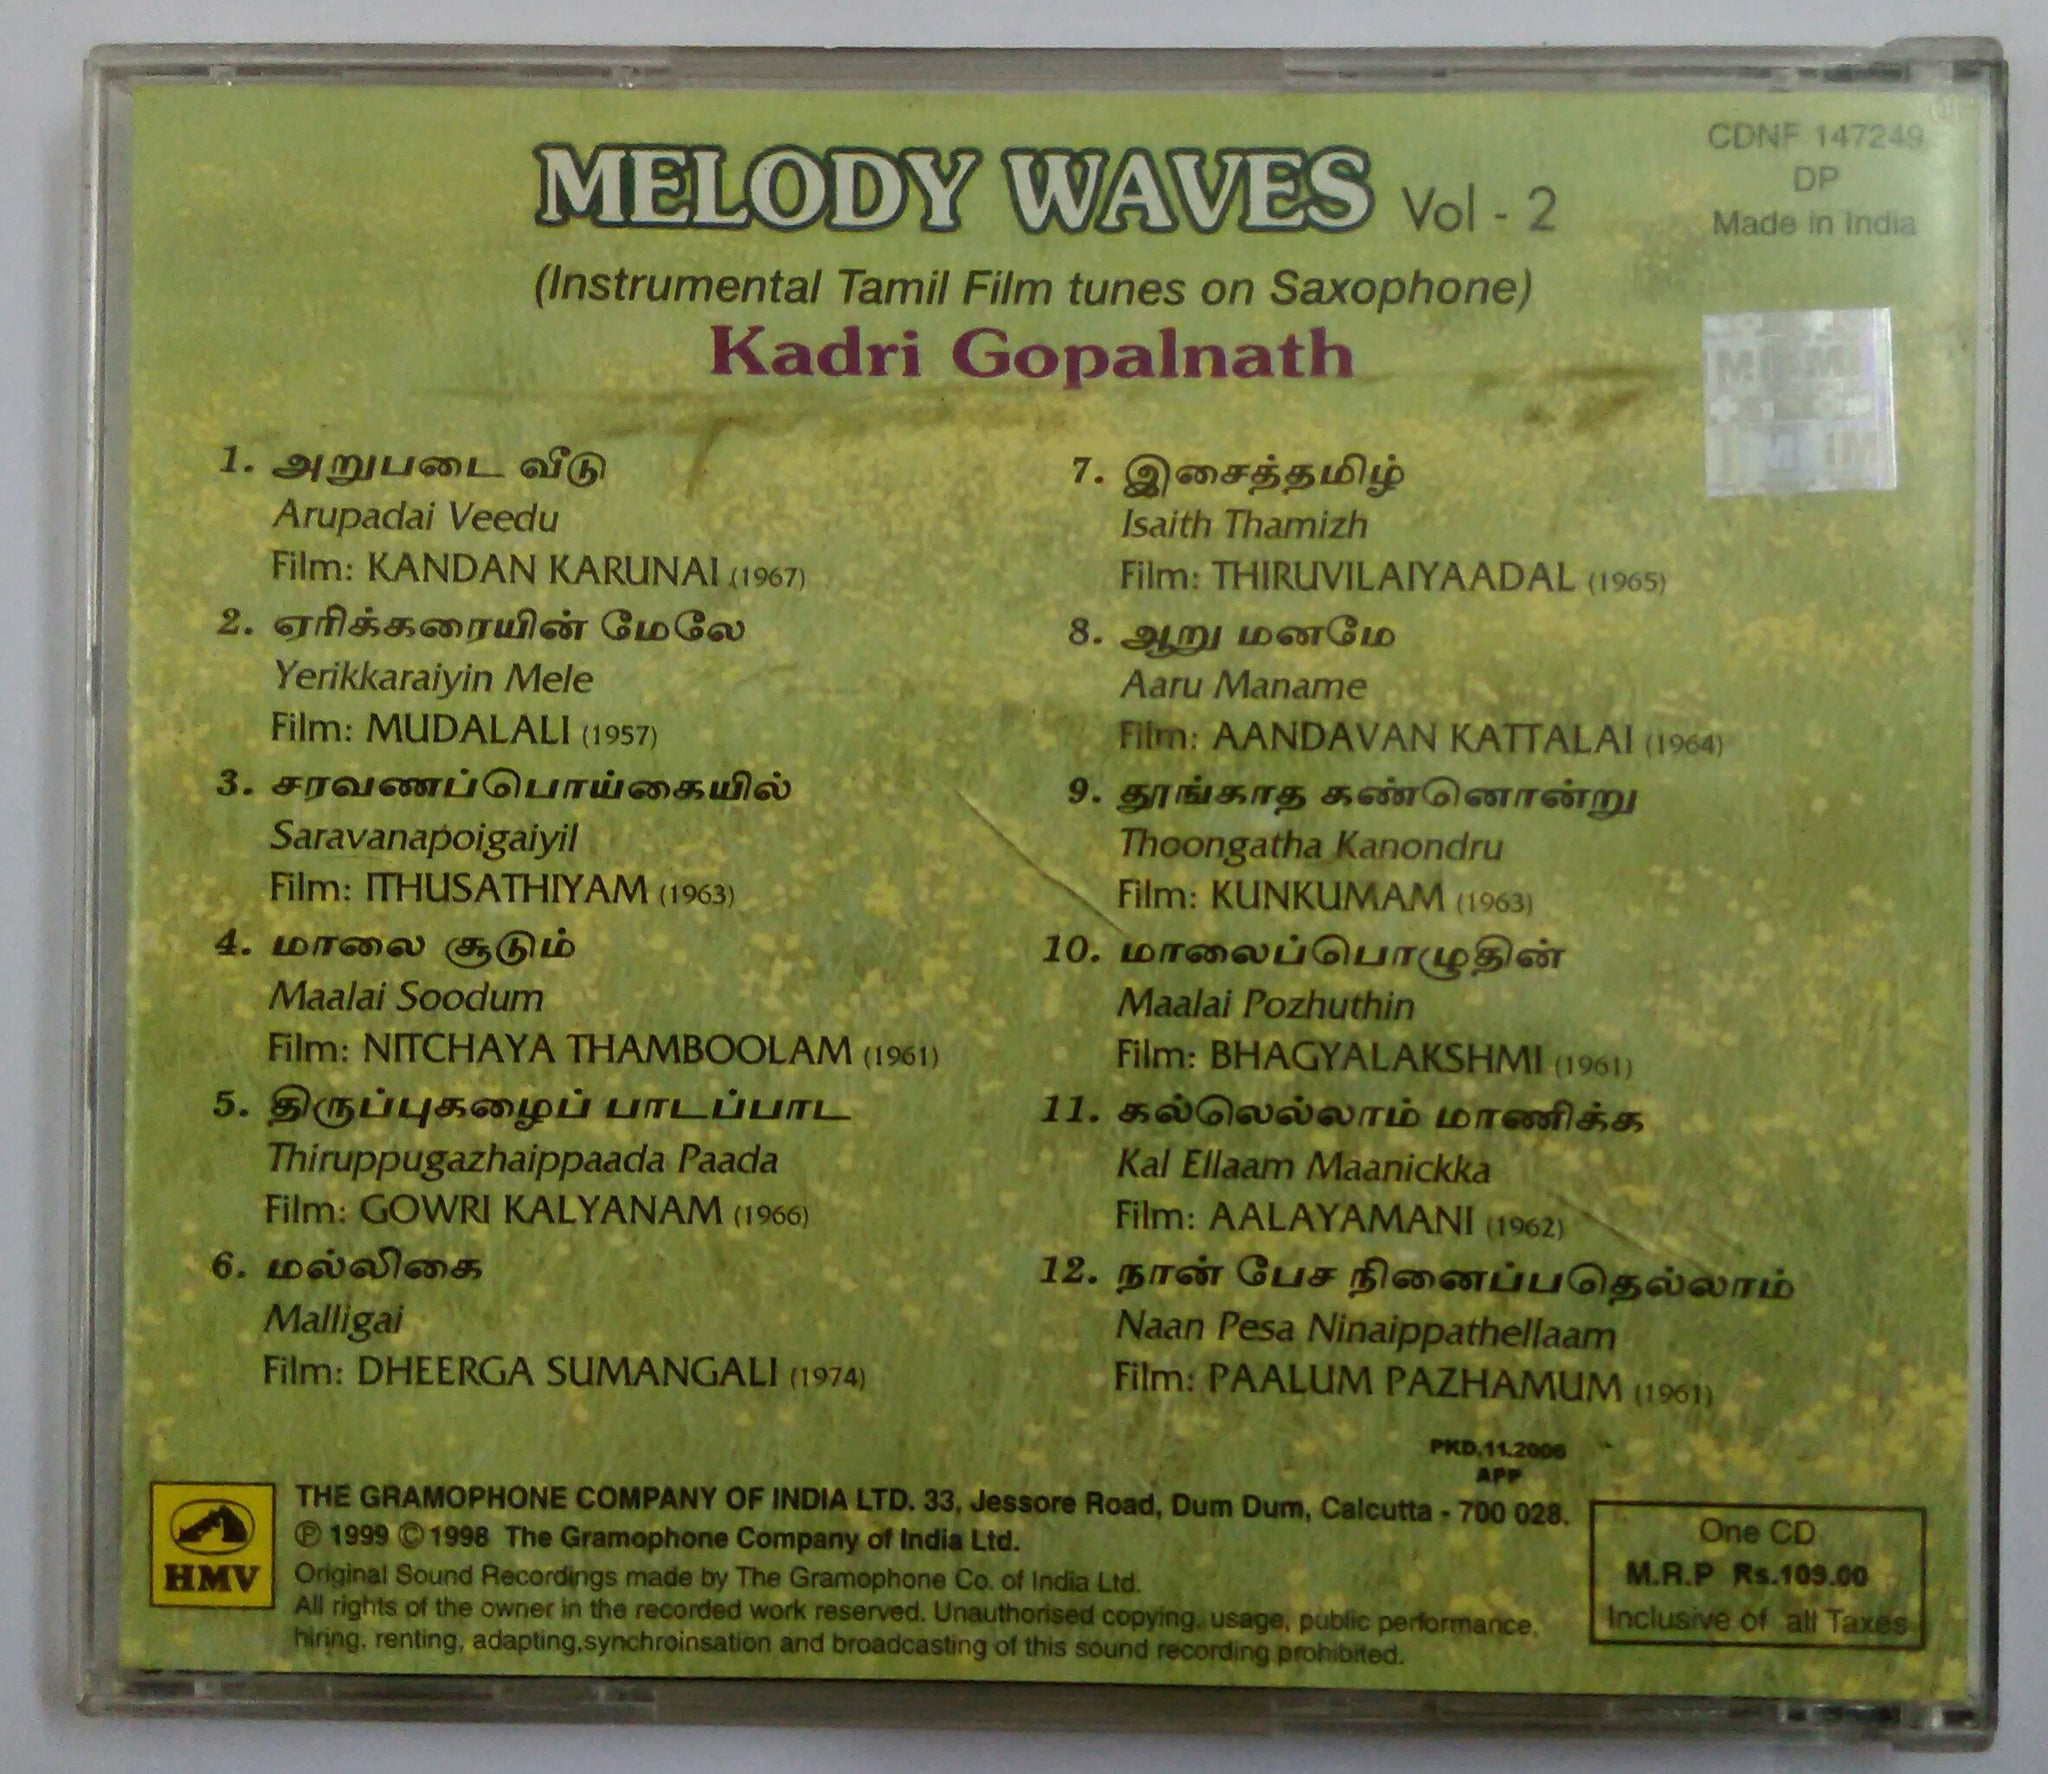 MELODY WAVES Vol - 2
CDNF 147249
DP
Made in India
(Instrumental Tamil Film tunes on Saxophone)
Kadri Gopalnath
1. அறுபடை வீடு
Arupadai Veedu
Film: KANDAN KARUNAI (1967)
2. ஏரிக்கரையின் மேலே
Yerikkaraiyin Mele
Film: MUDALALI (1957)
3. சரவணப்பொய்கையில்
Saravanapoigaiyil
Film: ITHUSATHIYAM (1963)
4. மாலை சூடும்
Maalai Soodum
Film: NITCHAYA THAMBOOLAM (1961)
5. திருப்புகழைப் பாடப்பாட
Thiruppugazhaippaada Paada
Film: GOWRI KALYANAM (1966)
6. மல்லிகை
Malligai
Film: DHEERGA SUMANGALI (1974)
7. இசைத்தமிழ்
Isaith Thamizh
Film: THIRUVILAIYAADAL (1965)
8. ஆறு மனமே
Aaru Maname
Film: AANDAVAN KATTALAI (1964)
9. தூங்காத கண்னொன்று
Thoongatha Kanondru
Film: KUNKUMAM (1963)
10. மாலைப்பொழுதின்
Maalai Pozhuthin
Film: BHAGYALAKSHMI (1961)
11. கல்லெல்லாம் மாணிக்க
Kal Ellaam Maanickka
Film: AALAYAMANI (1962)
12. நான் பேச நினைப்பதெல்லாம்
Naan Pesa Ninaippathellaam
Film: PAALUM PAZHAMUM (1961)
PKD.11.2006
APP
HMV
THE GRAMOPHONE COMPANY OF INDIA LTD. 33, Jessore Road, Dum Dum, Calcutta - 700 028.
℗ 1999 © 1998 The Gramophone Company of India Ltd.
Original Sound Recordings made by The Gramophone Co. of India Ltd.
All rights of the owner in the recorded work reserved. Unauthorised copying, usage, public performance,
hiring, renting, adapting,synchroinsation and broadcasting of this sound recording prohibited.
One CD
M.R.P Rs.109.00
Inclusive of all Taxes